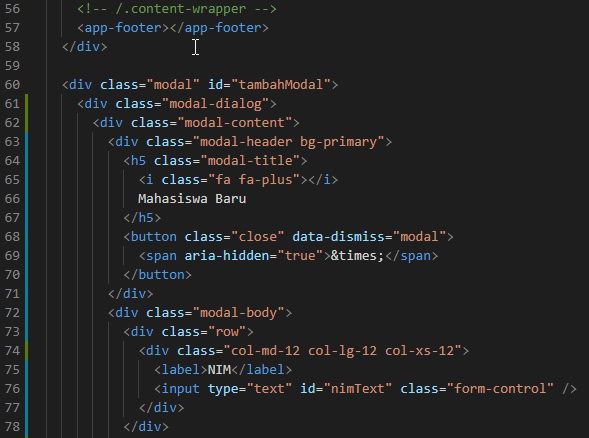 56 <!-- /.content-wrapper -->
57 <app-footer></app-footer>
58 </div>
59
60 <div class="modal" id="tambahModal">
61 <div class="modal-dialog">
62 <div class="modal-content">
63 <div class="modal-header bg-primary">
64 <h5 class="modal-title">
65 <i class="fa fa-plus"></i>
66 Mahasiswa Baru
67 </h5>
68 <button class="close" data-dismiss="modal">
69 <span aria-hidden="true">&times;</span>
70 </button>
71 </div>
72 <div class="modal-body">
73 <div class="row">
74 <div class="col-md-12 col-lg-12 col-xs-12">
75 <label>NIM</label>
76 <input type="text" id="nimText" class="form-control" />
77 </div>
78 </div>